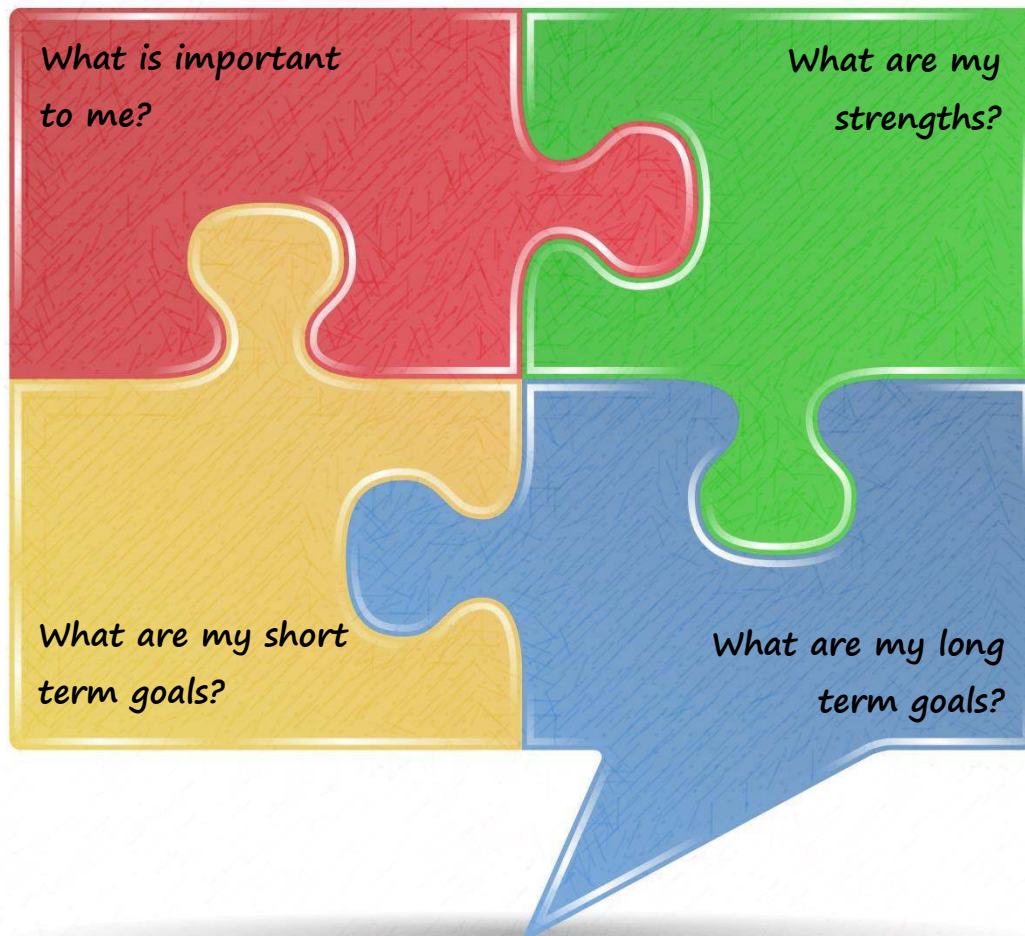 What is important
to me?
What are my
strengths?
What are my short
term goals?
What are my long
term goals?